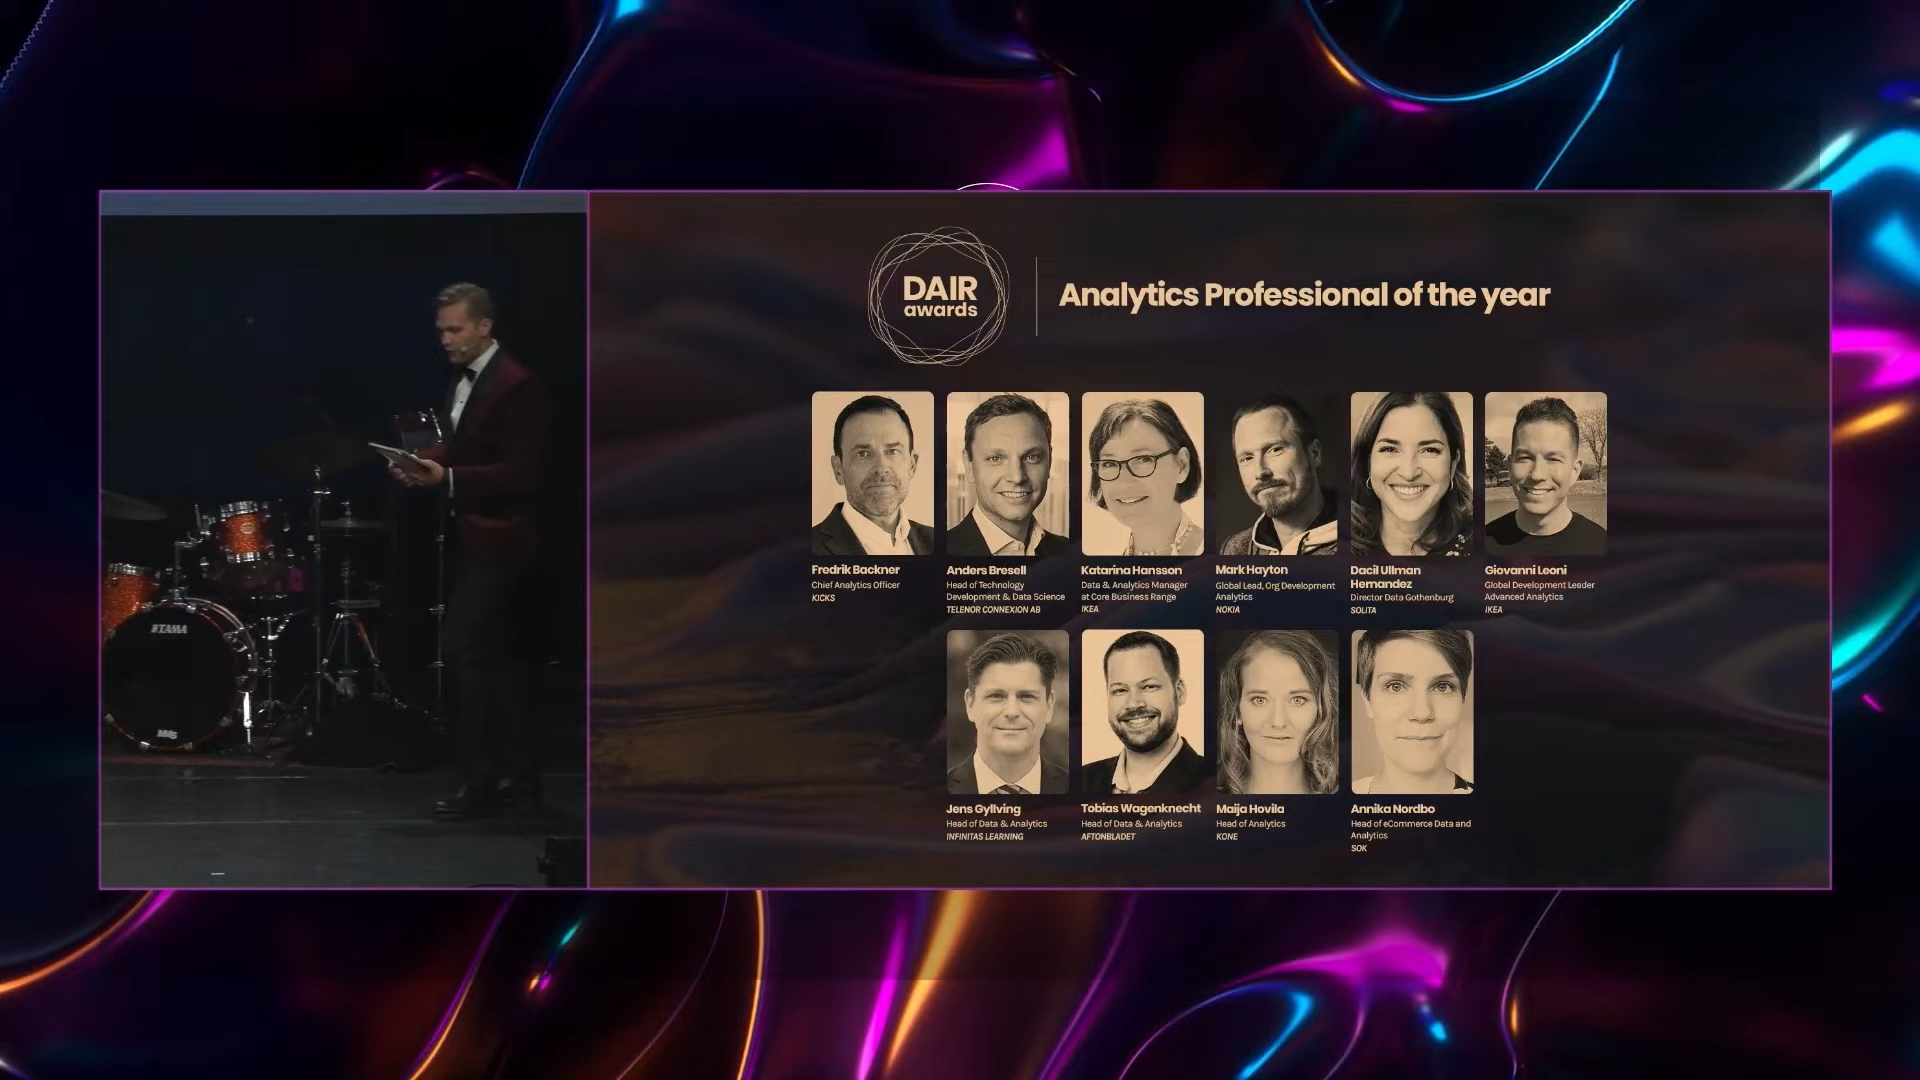 DAIR
awards
Analytics Professional of the year
Fredrik Backner
Chief Analytics Officer
KICKS
Anders Bresell
Head of Technology
Development & Data Science
TELENOR CONNEXION AB
Katarina Hansson
Data & Analytics Manager
at Core Business Range
IKEA
Mark Hayton
Global Lead, Org Development
Analytics
NOKIA
Dacil Ullman
Hernandez
Director Data Gothenburg
SOLITA
Giovanni Leoni
Global Development Leader
Advanced Analytics
IKEA
Jens Gyllving
Head of Data & Analytics
INFINITAS LEARNING
Tobias Wagenknecht
Head of Data & Analytics
AFTONBLADET
Maija Hovila
Head of Analytics
KONE
Annika Nordbo
Head of eCommerce Data and
Analytics
SOK
TAMA